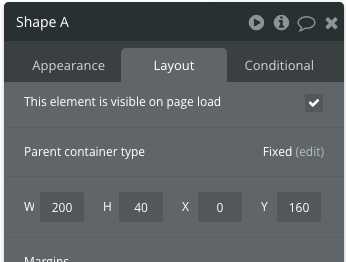 Shape A
Appearance Layout Conditional
This element is visible on page load
Parent container type Fixed (edit)
W 200 H 40 X 0 Y 160
Margins